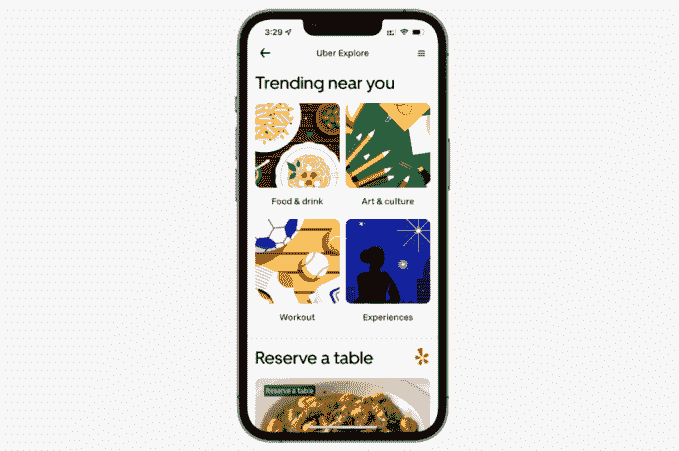 3:29
Uber Explore
Trending near you
Food & drink
Art & culture
Workout
Experiences
Reserve a table
Reserve a table